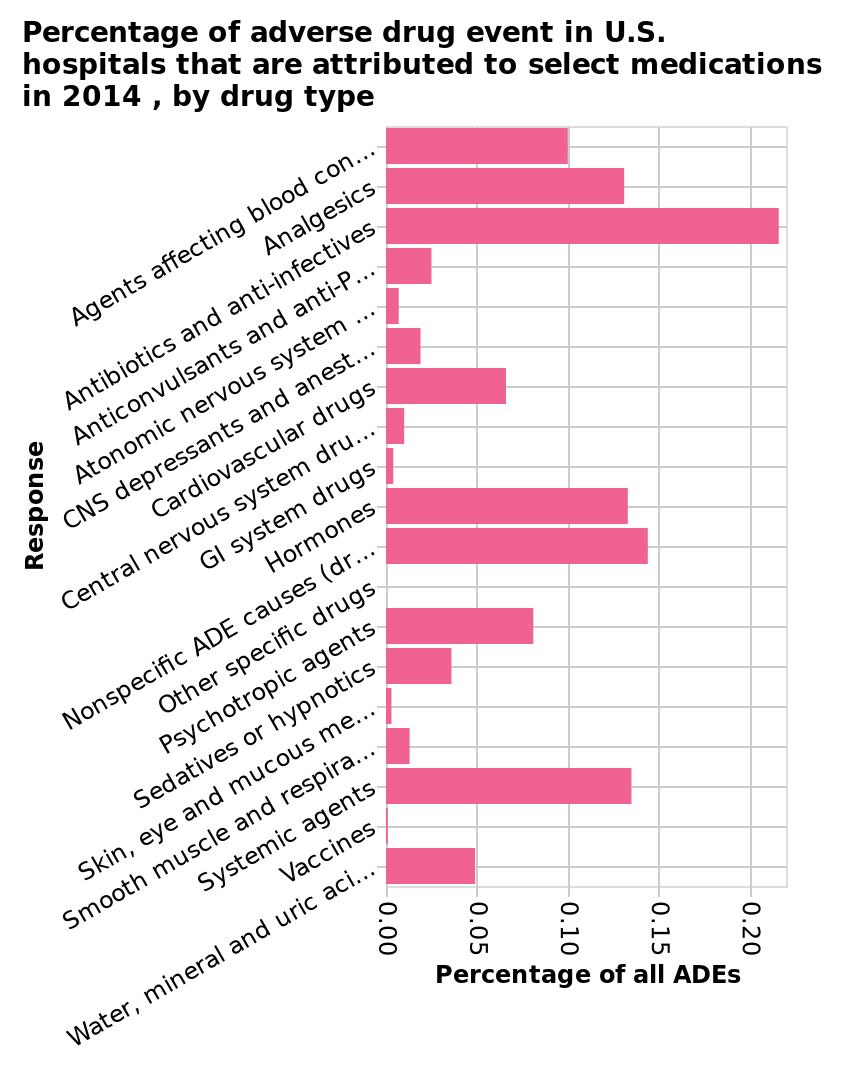 Percentage of adverse drug event in U.S.
hospitals that are attributed to select medications
in 2014 , by drug type
Response
Agents affecting blood con...
Analgesics
Antibiotics and anti-infectives
Anticonvulsants and anti-P...
Atonomic nervous system ...
CNS depressants and anest...
Cardiovascular drugs
Central nervous system dru...
GI system drugs
Hormones
Nonspecific ADE causes (dr...
Other specific drugs
Psychotropic agents
Sedatives or hypnotics
Skin, eye and mucous me...
Smooth muscle and respira...
Systemic agents
Vaccines
Water, mineral and uric aci...
0.00
0.05
0.10
0.15
0.20
Percentage of all ADEs